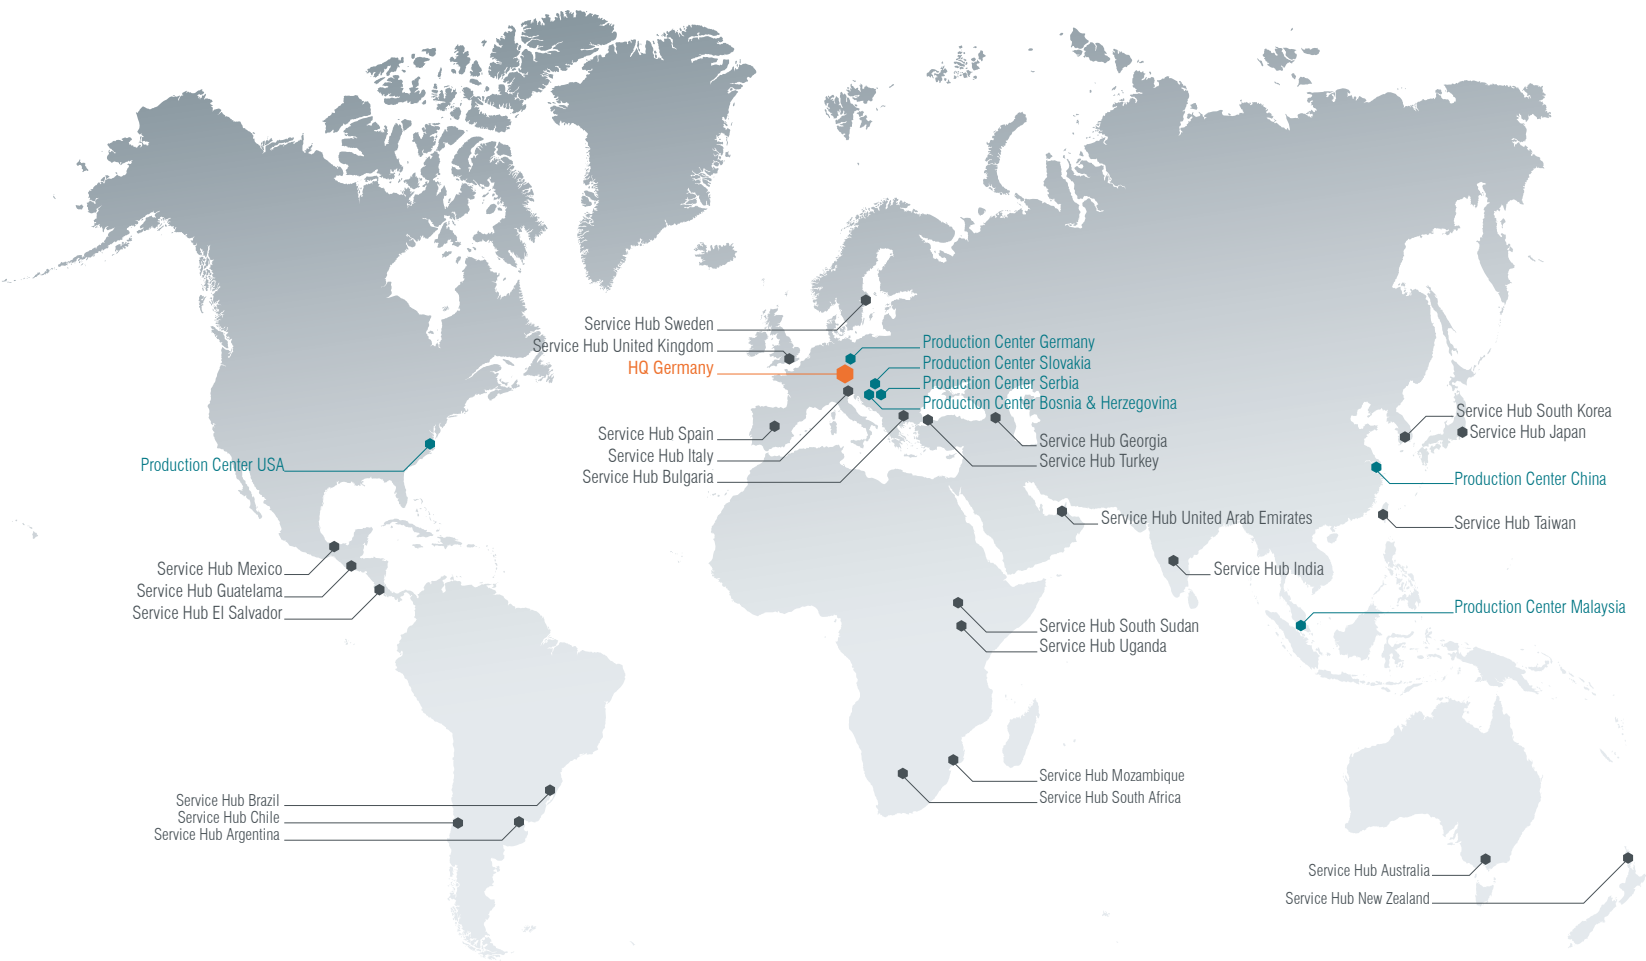 Service Hub Sweden
Service Hub United Kingdom
HQ Germany
Production Center Germany
Production Center Slovakia
Production Center Serbia
Production Center Bosnia & Herzegovina
Service Hub Spain
Service Hub Italy
Service Hub Bulgaria
Service Hub Georgia
Service Hub Turkey
Service Hub South Korea
Service Hub Japan
Production Center USA
Production Center China
Service Hub United Arab Emirates
Service Hub Taiwan
Service Hub Mexico
Service Hub Guatelama
Service Hub El Salvador
Service Hub India
Production Center Malaysia
Service Hub South Sudan
Service Hub Uganda
Service Hub Mozambique
Service Hub South Africa
Service Hub Brazil
Service Hub Chile
Service Hub Argentina
Service Hub Australia
Service Hub New Zealand